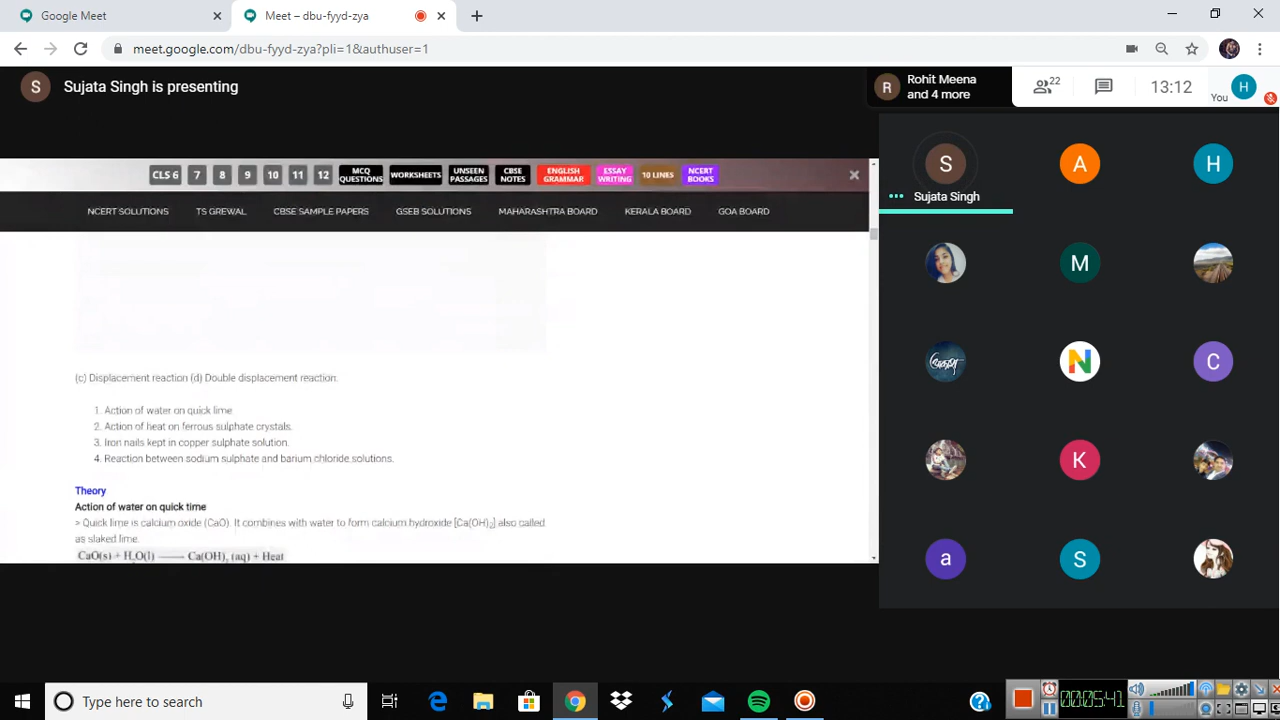 Google Meet
Meet – dbu-fyyd-zya
meet.google.com/dbu-fyyd-zya?pli=1&authuser=1
S
Sujata Singh is presenting
R
Rohit Meena
and 4 more
22
13:12
You
H
CLS 6
7
8
9
10
11
12
MCQ QUESTIONS
WORKSHEETS
UNSEEN PASSAGES
CBSE NOTES
ENGLISH GRAMMAR
ESSAY WRITING
10 LINES
NCERT BOOKS
NCERT SOLUTIONS
TS GREWAL
CBSE SAMPLE PAPERS
GSEB SOLUTIONS
MAHARASHTRA BOARD
KERALA BOARD
GOA BOARD
(c) Displacement reaction (d) Double displacement reaction.
1. Action of water on quick lime
2. Action of heat on ferrous sulphate crystals.
3. Iron nails kept in copper sulphate solution.
4. Reaction between sodium sulphate and barium chloride solutions.
Theory
Action of water on quick time
> Quick lime is calcium oxide (CaO). It combines with water to form calcium hydroxide [Ca(OH)₂] also called
as slaked lime.
CaO(s) + H₂O(l) ⟶ Ca(OH)₂ (aq) + Heat
S
A
H
Sujata Singh
M
N
C
K
a
S
Type here to search
00:05:41